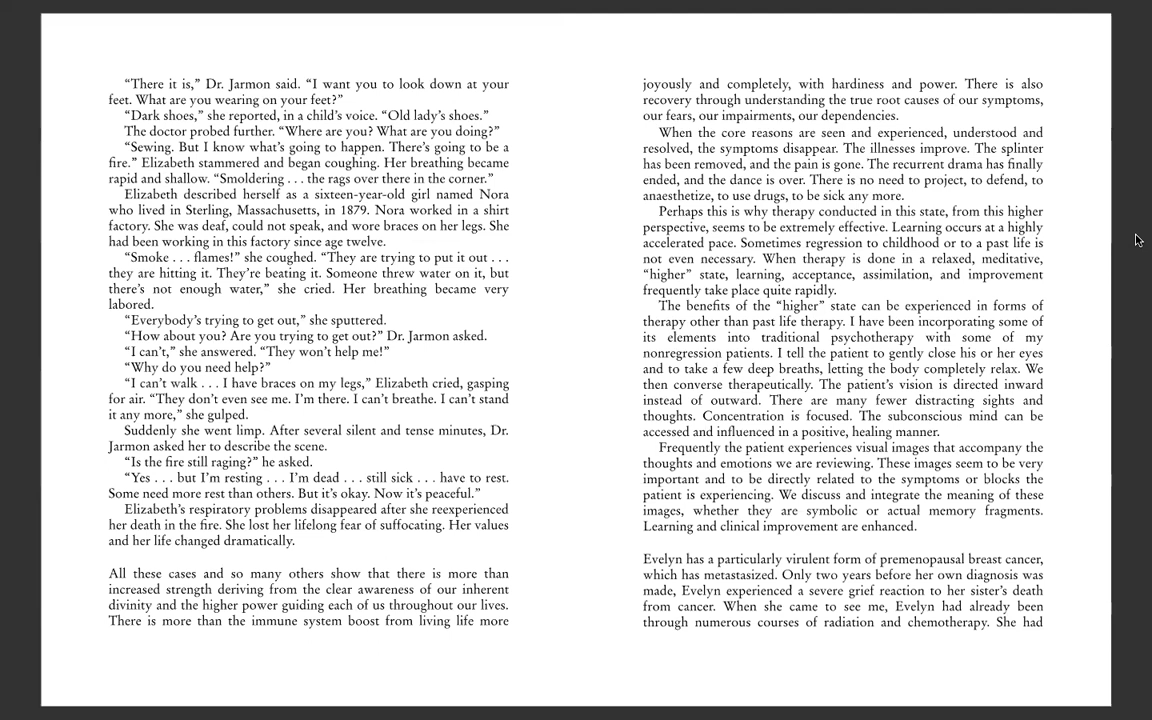 “There it is,” Dr. Jarmon said. “I want you to look down at your
feet. What are you wearing on your feet?”
“Dark shoes,” she reported, in a child’s voice. “Old lady’s shoes.”
The doctor probed further. “Where are you? What are you doing?”
“Sewing. But I know what’s going to happen. There’s going to be a
fire.” Elizabeth stammered and began coughing. Her breathing became
rapid and shallow. “Smoldering . . . the rags over there in the corner.”
Elizabeth described herself as a sixteen-year-old girl named Nora
who lived in Sterling, Massachusetts, in 1879. Nora worked in a shirt
factory. She was deaf, could not speak, and wore braces on her legs. She
had been working in this factory since age twelve.
“Smoke . . . flames!” she coughed. “They are trying to put it out . . .
they are hitting it. They’re beating it. Someone threw water on it, but
there’s not enough water,” she cried. Her breathing became very
labored.
“Everybody’s trying to get out,” she sputtered.
“How about you? Are you trying to get out?” Dr. Jarmon asked.
“I can’t,” she answered. “They won’t help me!”
“Why do you need help?”
“I can’t walk . . . I have braces on my legs,” Elizabeth cried, gasping
for air. “They don’t even see me. I’m there. I can’t breathe. I can’t stand
it any more,” she gulped.
Suddenly she went limp. After several silent and tense minutes, Dr.
Jarmon asked her to describe the scene.
“Is the fire still raging?” he asked.
“Yes . . . but I’m resting . . . I’m dead . . . still sick . . . have to rest.
Some need more rest than others. But it’s okay. Now it’s peaceful.”
Elizabeth’s respiratory problems disappeared after she reexperienced
her death in the fire. She lost her lifelong fear of suffocating. Her values
and her life changed dramatically.
All these cases and so many others show that there is more than
increased strength deriving from the clear awareness of our inherent
divinity and the higher power guiding each of us throughout our lives.
There is more than the immune system boost from living life more
joyously and completely, with hardiness and power. There is also
recovery through understanding the true root causes of our symptoms,
our fears, our impairments, our dependencies.
When the core reasons are seen and experienced, understood and
resolved, the symptoms disappear. The illnesses improve. The splinter
has been removed, and the pain is gone. The recurrent drama has finally
ended, and the dance is over. There is no need to project, to defend, to
anaesthetize, to use drugs, to be sick any more.
Perhaps this is why therapy conducted in this state, from this higher
perspective, seems to be extremely effective. Learning occurs at a highly
accelerated pace. Sometimes regression to childhood or to a past life is
not even necessary. When therapy is done in a relaxed, meditative,
“higher” state, learning, acceptance, assimilation, and improvement
frequently take place quite rapidly.
The benefits of the “higher” state can be experienced in forms of
therapy other than past life therapy. I have been incorporating some of
its elements into traditional psychotherapy with some of my
nonregression patients. I tell the patient to gently close his or her eyes
and to take a few deep breaths, letting the body completely relax. We
then converse therapeutically. The patient’s vision is directed inward
instead of outward. There are many fewer distracting sights and
thoughts. Concentration is focused. The subconscious mind can be
accessed and influenced in a positive, healing manner.
Frequently the patient experiences visual images that accompany the
thoughts and emotions we are reviewing. These images seem to be very
important and to be directly related to the symptoms or blocks the
patient is experiencing. We discuss and integrate the meaning of these
images, whether they are symbolic or actual memory fragments.
Learning and clinical improvement are enhanced.
Evelyn has a particularly virulent form of premenopausal breast cancer,
which has metastasized. Only two years before her own diagnosis was
made, Evelyn experienced a severe grief reaction to her sister’s death
from cancer. When she came to see me, Evelyn had already been
through numerous courses of radiation and chemotherapy. She had